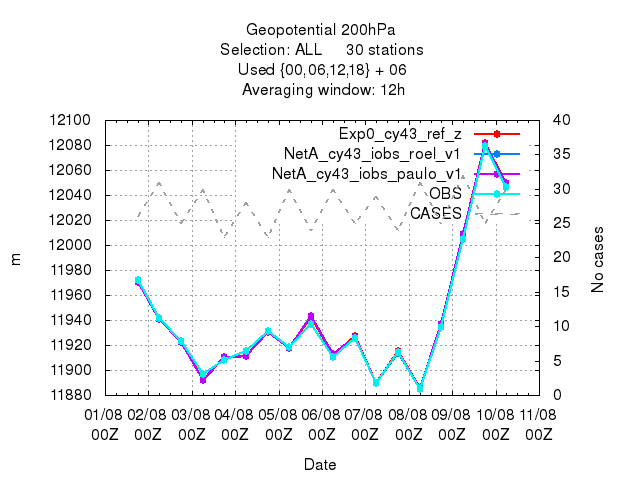 Geopotential 200hPa
Selection: ALL 30 stations
Used {00,06,12,18} + 06
Averaging window: 12h
12100
12080
12060
12040
12020
12000
11980
11960
11940
11920
11900
11880
m
40
35
30
25
20
15
10
5
0
No cases
Exp0_cy43_ref_z
NetA_cy43_iobs_roel_v1
NetA_cy43_iobs_paulo_v1
OBS
CASES
01/08 02/08 03/08 04/08 05/08 06/08 07/08 08/08 09/08 10/08 11/08
00Z 00Z 00Z 00Z 00Z 00Z 00Z 00Z 00Z 00Z 00Z
Date